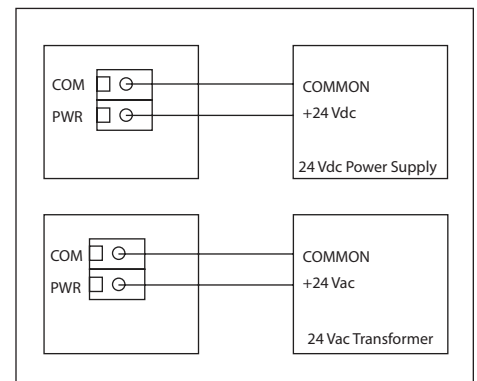 COM
PWR
COMMON
+24 Vdc
24 Vdc Power Supply
COM
PWR
COMMON
+24 Vac
24 Vac Transformer